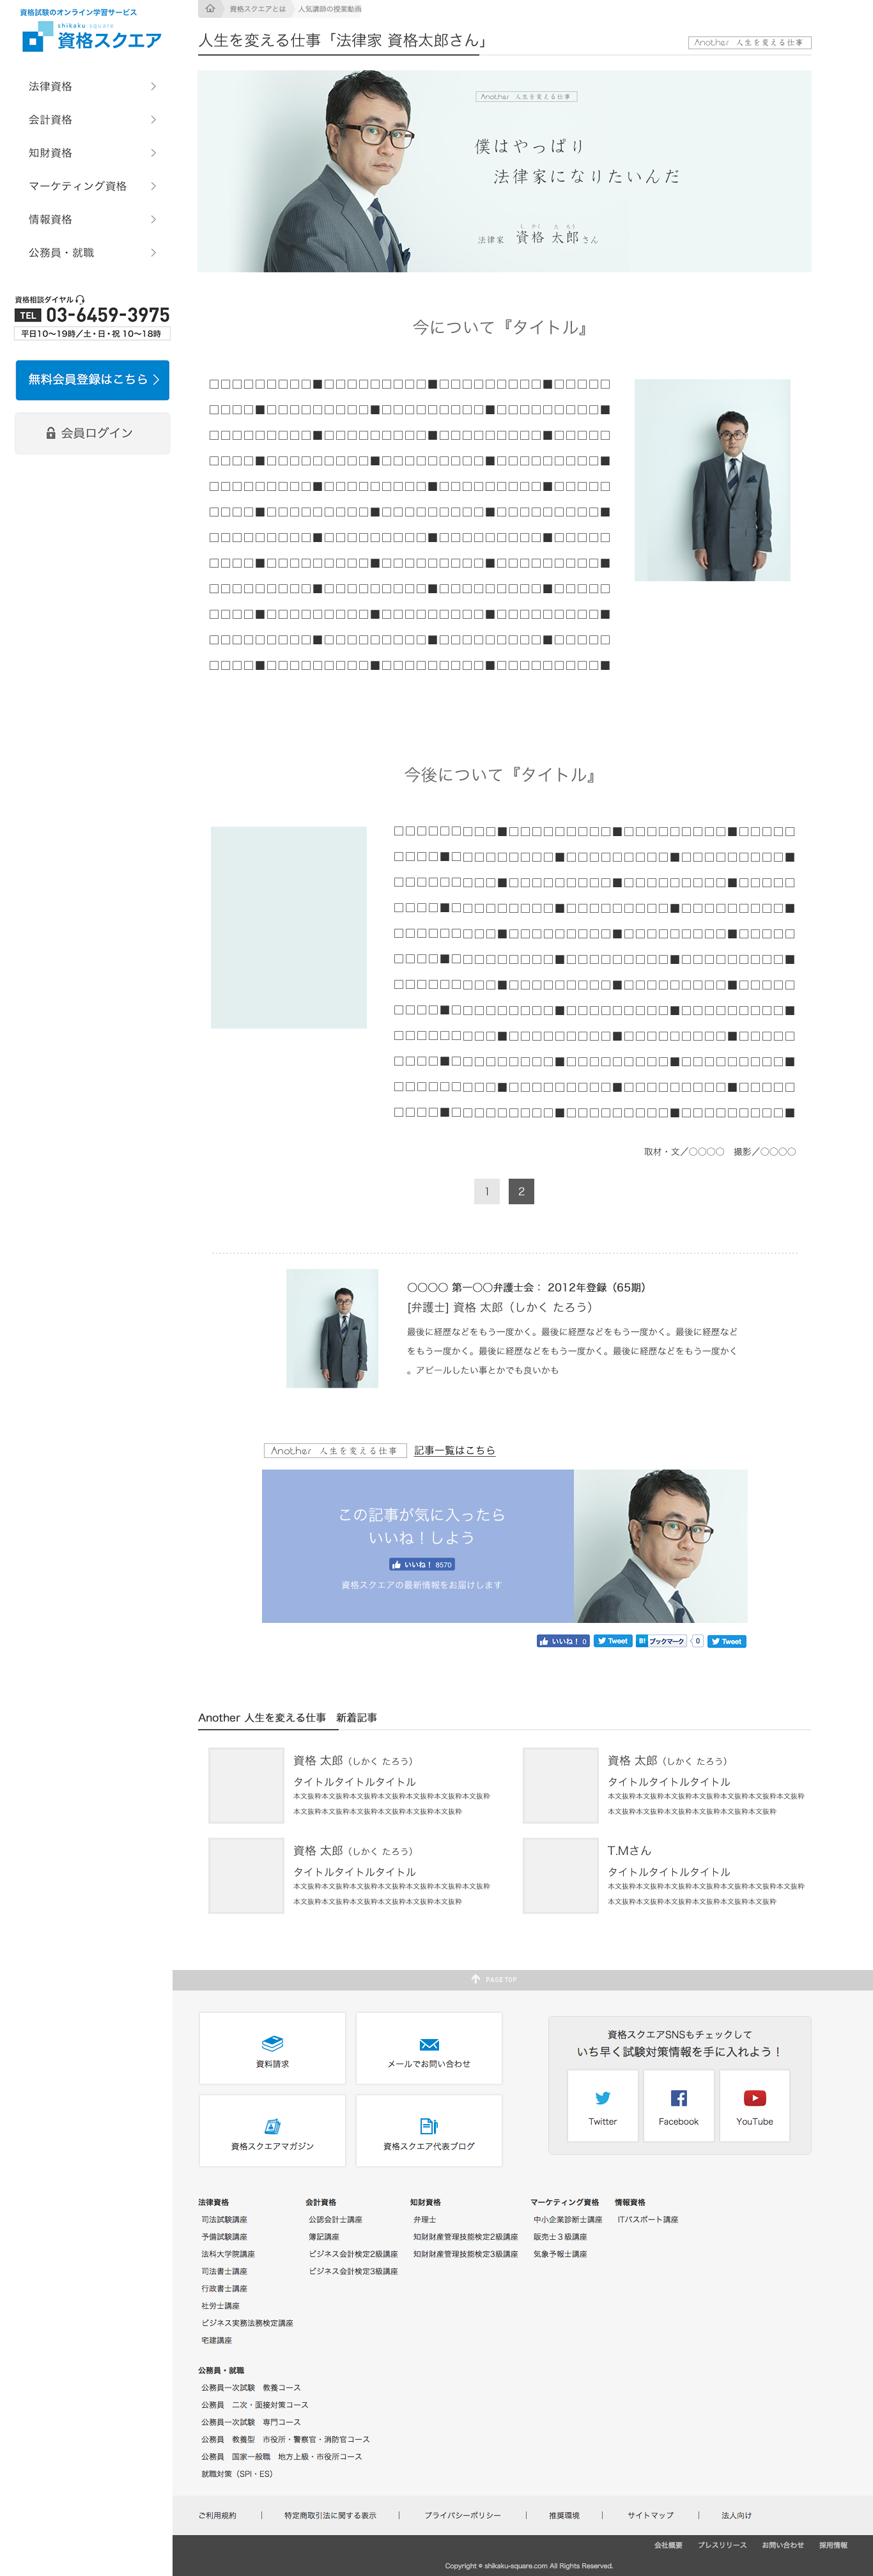 資格試験のオンライン学習サービス
shikaku square
資格スクエア
法律資格
会計資格
知財資格
マーケティング資格
情報資格
公務員・就職
資格相談ダイヤル
TEL 03-6459-3975
平日10〜19時／土・日・祝 10〜18時
無料会員登録はこちら
会員ログイン
資格スクエアとは 人気講師の授業動画
人生を変える仕事「法律家 資格太郎さん」
Another 人生を変える仕事
Another 人生を変える仕事
僕はやっぱり
法律家になりたいんだ
し かく た ろう
法律家 資格 太郎さん
今について『タイトル』
□□□□□□□□□■□□□□□□□□□■□□□□□□□□□■□□□□□
□□□□■□□□□□□□□□■□□□□□□□□□■□□□□□□□□□■
□□□□□□□□□■□□□□□□□□□■□□□□□□□□□■□□□□□
□□□□■□□□□□□□□□■□□□□□□□□□■□□□□□□□□□■
□□□□□□□□□■□□□□□□□□□■□□□□□□□□□■□□□□□
□□□□■□□□□□□□□□■□□□□□□□□□■□□□□□□□□□■
□□□□□□□□□■□□□□□□□□□■□□□□□□□□□■□□□□□
□□□□■□□□□□□□□□■□□□□□□□□□■□□□□□□□□□■
□□□□□□□□□■□□□□□□□□□■□□□□□□□□□■□□□□□
□□□□■□□□□□□□□□■□□□□□□□□□■□□□□□□□□□■
□□□□□□□□□■□□□□□□□□□■□□□□□□□□□■□□□□□
□□□□■□□□□□□□□□■□□□□□□□□□■□□□□□□□□□■
今後について『タイトル』
□□□□□□□□□■□□□□□□□□□■□□□□□□□□□■□□□□□
□□□□■□□□□□□□□□■□□□□□□□□□■□□□□□□□□□■
□□□□□□□□□■□□□□□□□□□■□□□□□□□□□■□□□□□
□□□□■□□□□□□□□□■□□□□□□□□□■□□□□□□□□□■
□□□□□□□□□■□□□□□□□□□■□□□□□□□□□■□□□□□
□□□□■□□□□□□□□□■□□□□□□□□□■□□□□□□□□□■
□□□□□□□□□■□□□□□□□□□■□□□□□□□□□■□□□□□
□□□□■□□□□□□□□□■□□□□□□□□□■□□□□□□□□□■
□□□□□□□□□■□□□□□□□□□■□□□□□□□□□■□□□□□
□□□□■□□□□□□□□□■□□□□□□□□□■□□□□□□□□□■
□□□□□□□□□■□□□□□□□□□■□□□□□□□□□■□□□□□
□□□□■□□□□□□□□□■□□□□□□□□□■□□□□□□□□□■
取材・文／○○○○　撮影／○○○○
1 2
○○○○ 第一○○弁護士会： 2012年登録（65期）
[弁護士] 資格 太郎（しかく たろう）
最後に経歴などをもう一度かく。最後に経歴などをもう一度かく。最後に経歴など
をもう一度かく。最後に経歴などをもう一度かく。最後に経歴などをもう一度かく
。アピールしたい事とかでも良いかも
Another 人生を変える仕事 記事一覧はこちら
この記事が気に入ったら
いいね！しよう
いいね！ 8570
資格スクエアの最新情報をお届けします
いいね！ 0 Tweet B! ブックマーク 0 Tweet
Another 人生を変える仕事　新着記事
資格 太郎（しかく たろう）
タイトルタイトルタイトル
本文抜粋本文抜粋本文抜粋本文抜粋本文抜粋本文抜粋本文抜粋
本文抜粋本文抜粋本文抜粋本文抜粋本文抜粋本文抜粋
資格 太郎（しかく たろう）
タイトルタイトルタイトル
本文抜粋本文抜粋本文抜粋本文抜粋本文抜粋本文抜粋本文抜粋
本文抜粋本文抜粋本文抜粋本文抜粋本文抜粋本文抜粋
資格 太郎（しかく たろう）
タイトルタイトルタイトル
本文抜粋本文抜粋本文抜粋本文抜粋本文抜粋本文抜粋本文抜粋
本文抜粋本文抜粋本文抜粋本文抜粋本文抜粋本文抜粋
T.Mさん
タイトルタイトルタイトル
本文抜粋本文抜粋本文抜粋本文抜粋本文抜粋本文抜粋本文抜粋
本文抜粋本文抜粋本文抜粋本文抜粋本文抜粋本文抜粋
PAGE TOP
資料請求
メールでお問い合わせ
資格スクエアマガジン
資格スクエア代表ブログ
資格スクエアSNSもチェックして
いち早く試験対策情報を手に入れよう！
Twitter Facebook YouTube
法律資格
司法試験講座
予備試験講座
法科大学院講座
司法書士講座
行政書士講座
社労士講座
ビジネス実務法務検定講座
宅建講座
会計資格
公認会計士講座
簿記講座
ビジネス会計検定2級講座
ビジネス会計検定3級講座
知財資格
弁理士
知財財産管理技能検定2級講座
知財財産管理技能検定3級講座
マーケティング資格
中小企業診断士講座
販売士３級講座
気象予報士講座
情報資格
ITパスポート講座
公務員・就職
公務員一次試験　教養コース
公務員　二次・面接対策コース
公務員一次試験　専門コース
公務員　教養型　市役所・警察官・消防官コース
公務員　国家一般職　地方上級・市役所コース
就職対策（SPI・ES）
ご利用規約 | 特定商取引法に関する表示 | プライバシーポリシー | 推奨環境 | サイトマップ | 法人向け
会社概要 プレスリリース お問い合わせ 採用情報
Copyright © shikaku-square.com All Rights Reserved.